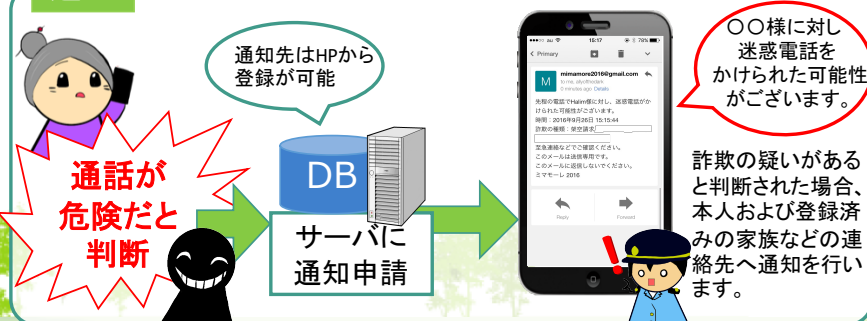 通知先はHPから
登録が可能
通話が
危険だと
判断
DB
サーバに
通知申請
15:17
78%
Primary
M
mimamore2016@gmail.com
0 minutes ago Details
先程の電話でHalim様に対し、迷惑電話がか
けられた可能性がございます。
時間:2016年9月26日 15:15:44
詐欺の種類:架空請求
至急連絡などでご確認ください。
このメールは送信専用です。
このメールに返信しないでください。
ミマモーレ 2016
Reply
Forward
〇〇様に対し
迷惑電話を
かけられた可能性
がございます。
詐欺の疑いがある
と判断された場合、
本人および登録済
みの家族などの連
絡先へ通知を行い
ます。